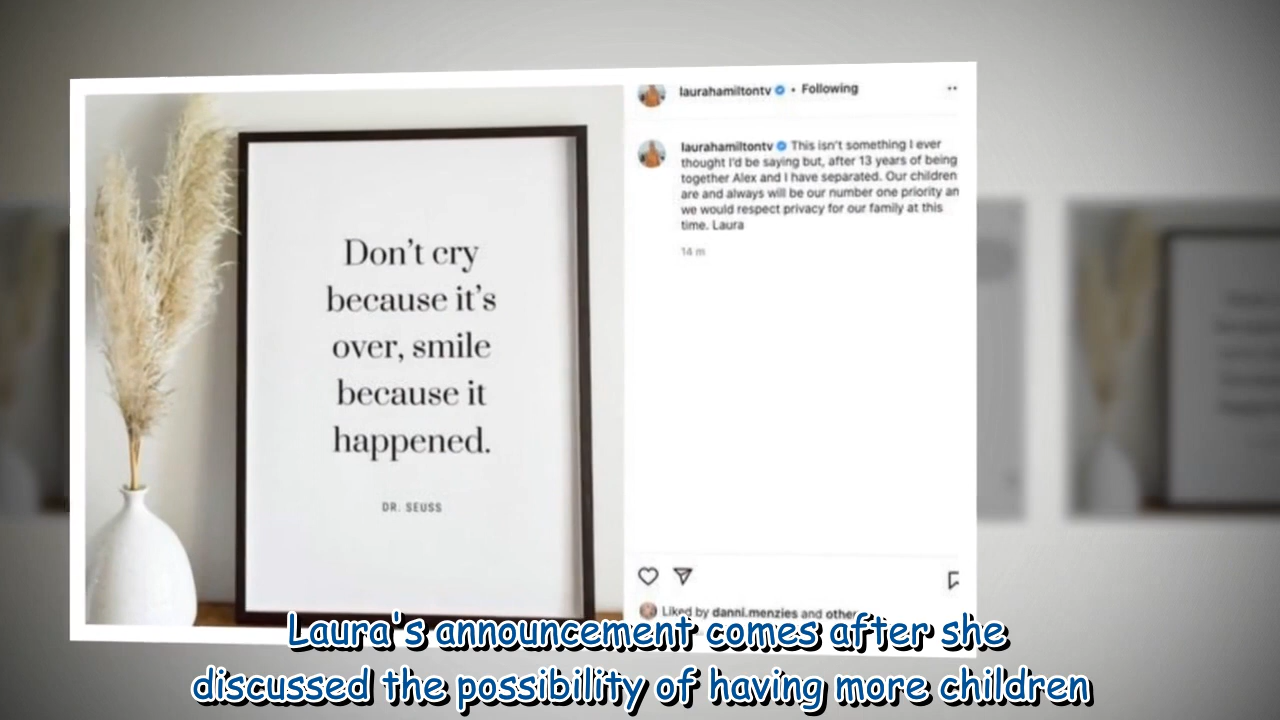 Don't cry
because it's
over, smile
because it
happened.
DR. SEUSS
laurahamiltontv • Following
laurahamiltontv This isn't something I ever
thought I'd be saying but, after 13 years of being
together Alex and I have separated. Our children
are and always will be our number one priority an
we would respect privacy for our family at this
time. Laura
14 m
Liked by danni.menzies and other
Laura's announcement comes after she
discussed the possibility of having more children